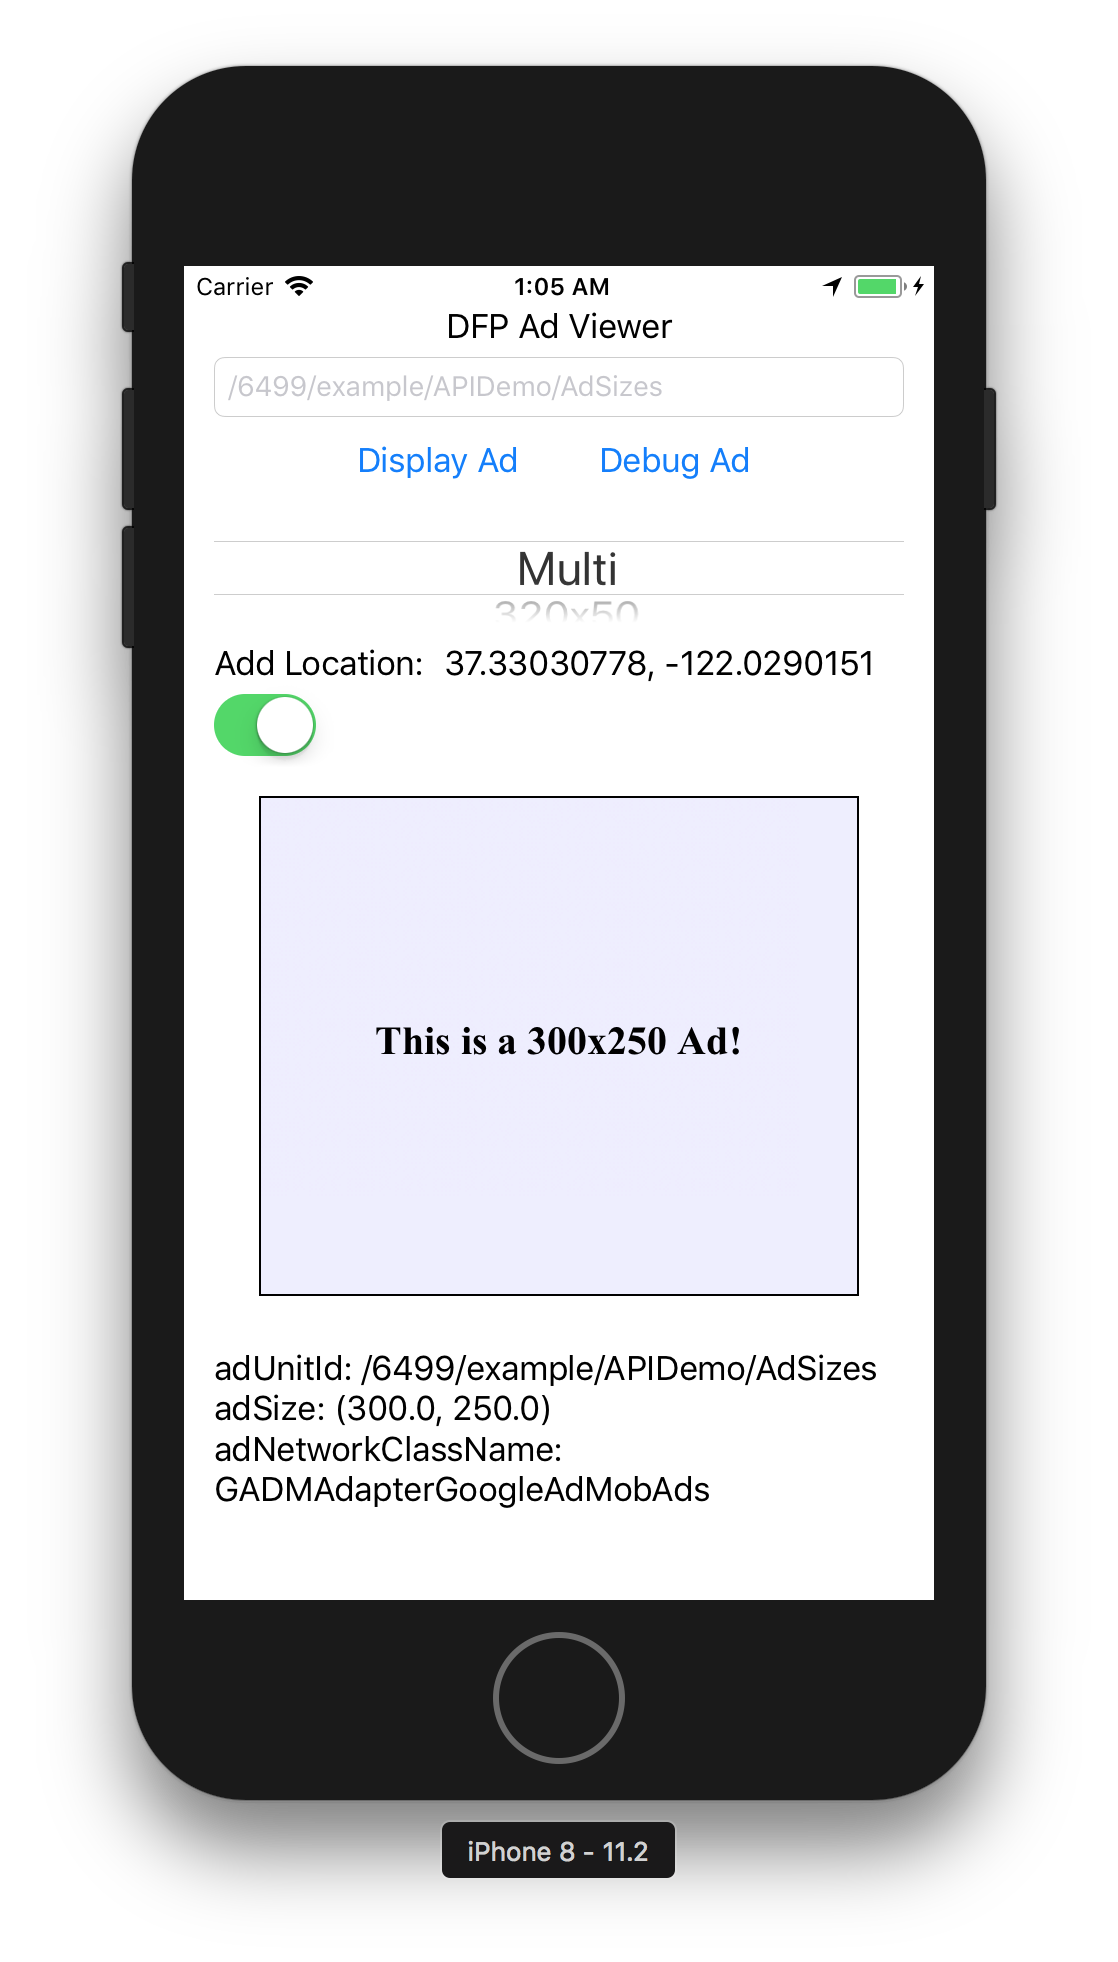 Carrier 1:05 AM
DFP Ad Viewer
/6499/example/APIDemo/AdSizes
Display Ad Debug Ad
Multi
320x50
Add Location: 37.33030778, -122.0290151
This is a 300x250 Ad!
adUnitId: /6499/example/APIDemo/AdSizes
adSize: (300.0, 250.0)
adNetworkClassName:
GADMAdapterGoogleAdMobAds
iPhone 8 - 11.2